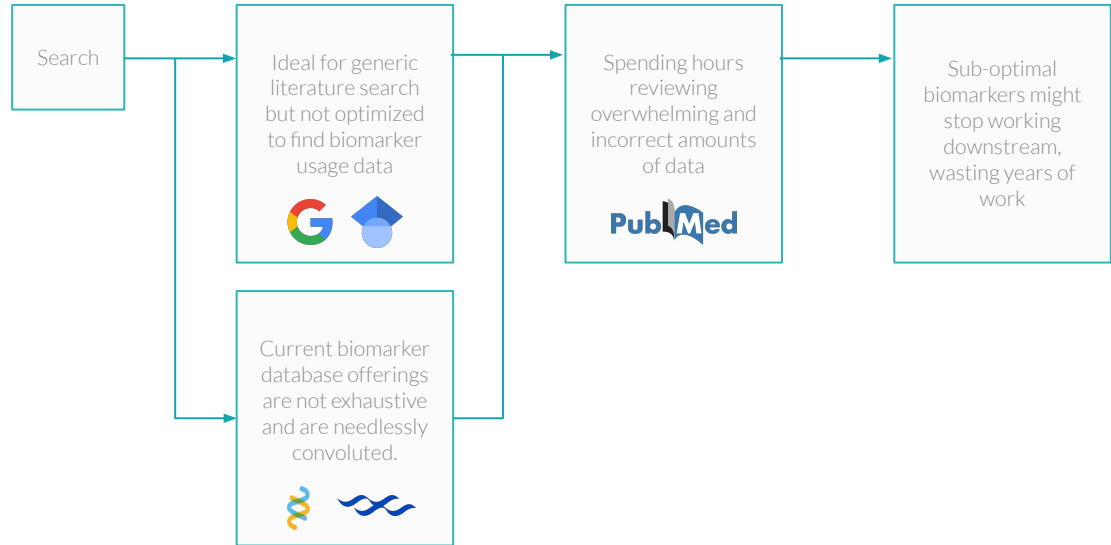 Search
Ideal for generic
literature search
but not optimized
to find biomarker
usage data
Spending hours
reviewing
overwhelming and
incorrect amounts
of data
PubMed
Sub-optimal
biomarkers might
stop working
downstream,
wasting years of
work
Current biomarker
database offerings
are not exhaustive
and are needlessly
convoluted.